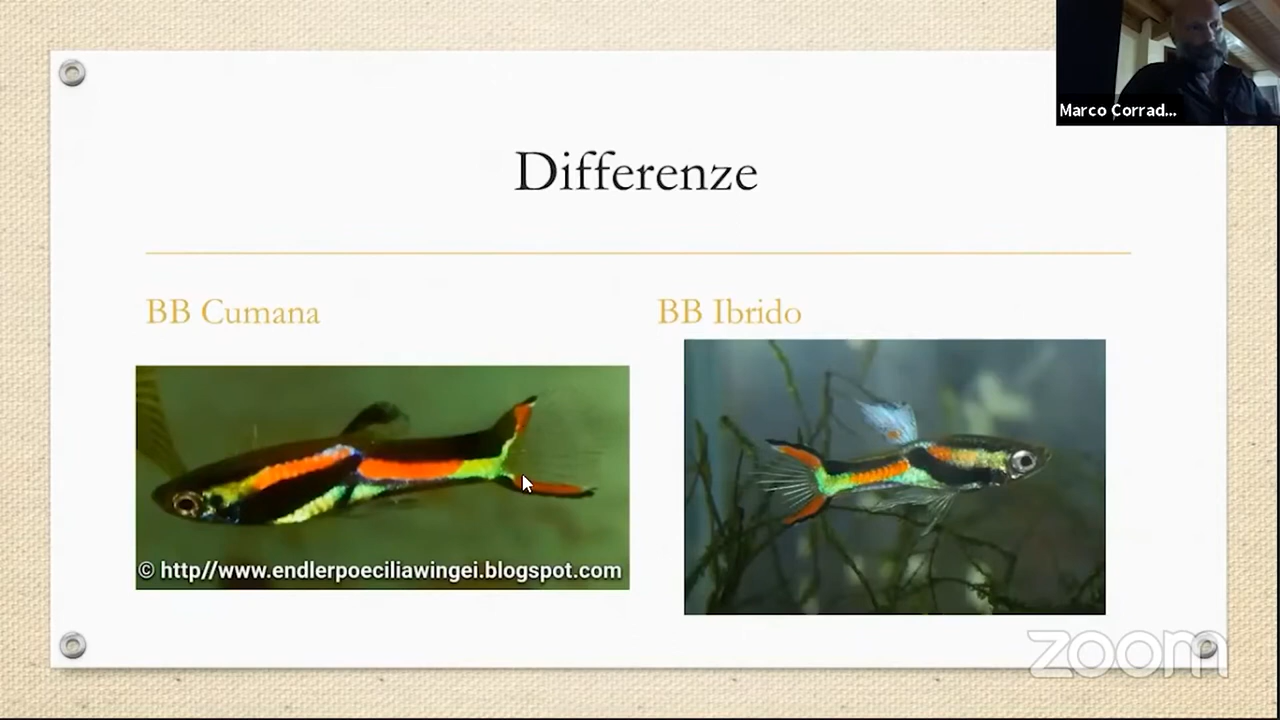 Marco Corrad...
Differenze
BB Cumana
BB Ibrido
© http//www.endlerpoeciliawingei.blogspot.com
zoom